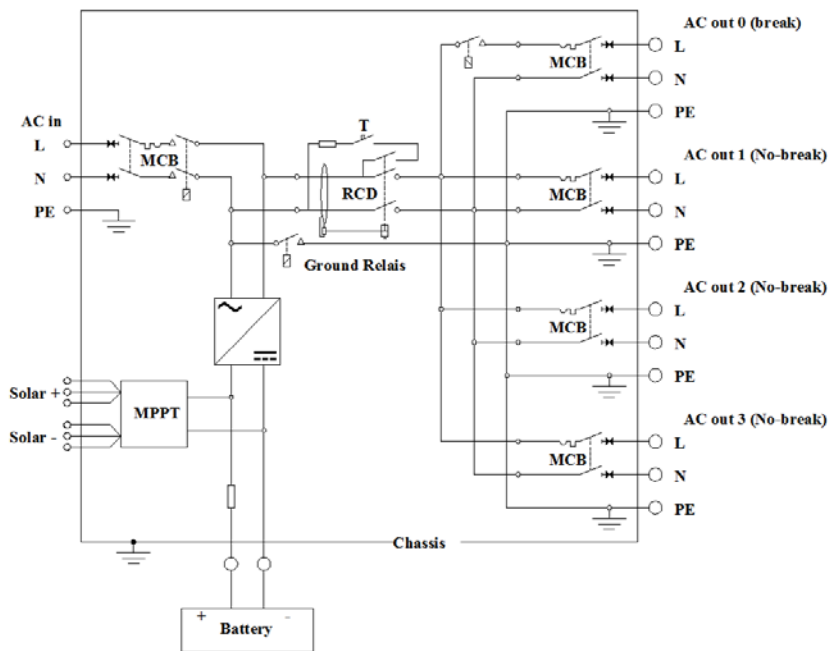 AC out 0 (break)
L
MCB
N
PE
AC in
L
MCB
N
PE
T
RCD
Ground Relais
AC out 1 (No-break)
L
MCB
N
PE
AC out 2 (No-break)
L
MCB
N
PE
Solar +
MPPT
Solar -
AC out 3 (No-break)
L
MCB
N
PE
Chassis
+ -
Battery